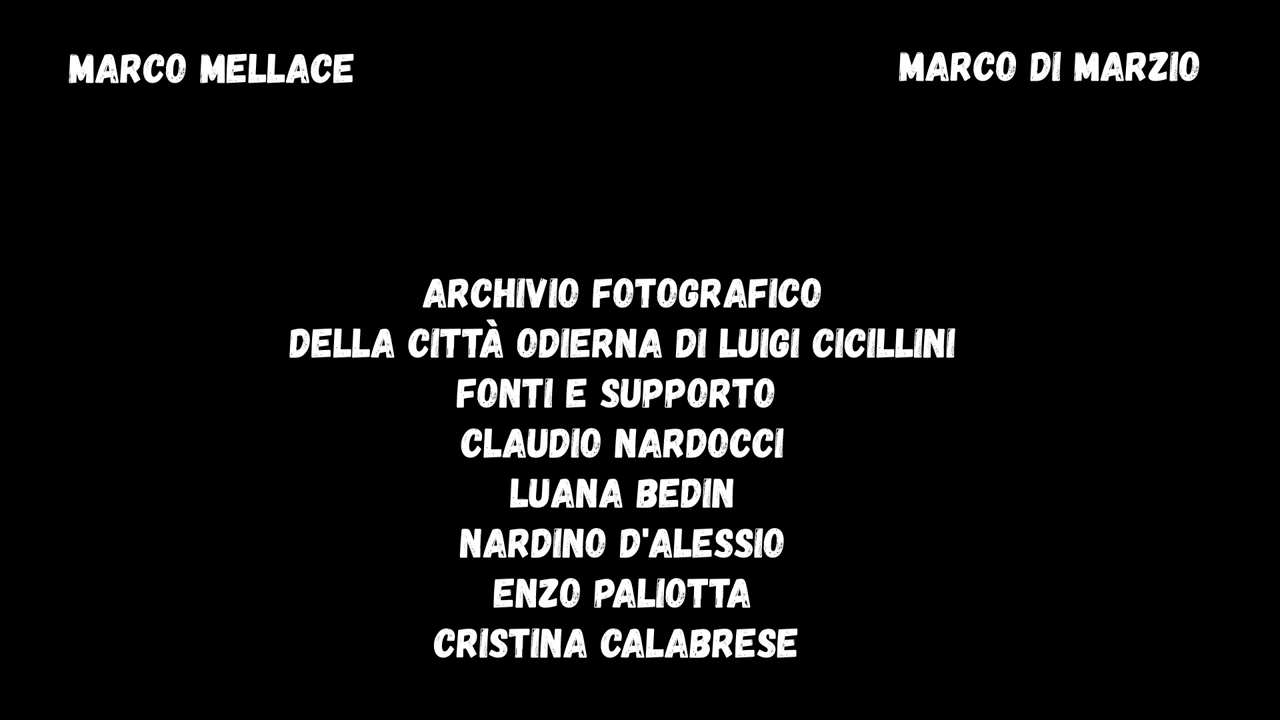 MARCO MELLACE
MARCO DI MARZIO
ARCHIVIO FOTOGRAFICO
DELLA CITTÀ ODIERNA DI LUIGI CICILLINI
FONTI E SUPPORTO
CLAUDIO NARDOCCI
LUANA BEDIN
NARDINO D'ALESSIO
ENZO PALIOTTA
CRISTINA CALABRESE